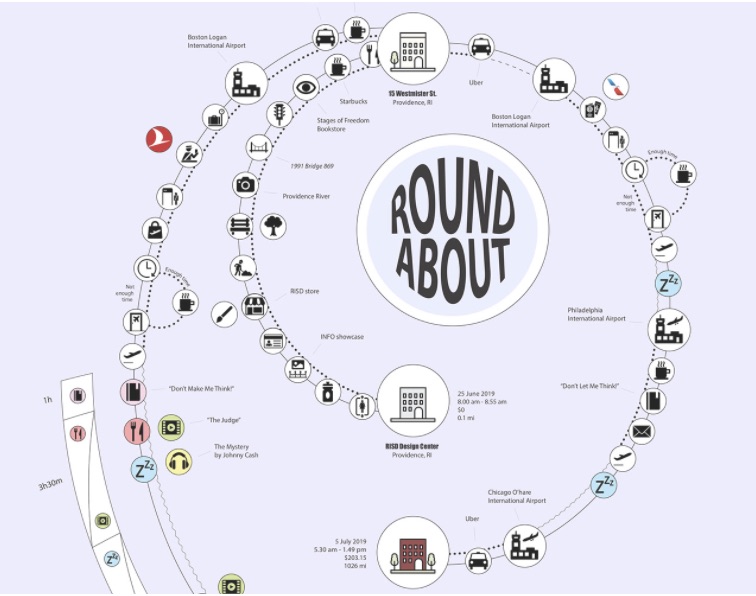 Boston Logan
International Airport
15 Westmister St.
Providence, RI
Uber
Boston Logan
International Airport
Starbucks
Stages of Freedom
Bookstore
1991 Bridge 869
Providence River
RISD store
INFO showcase
ROUND
ABOUT
Enough time
Not
enough
time
Enough time
Not
enough
time
Zzz
Philadelphia
International Airport
"Don't Let Me Think!"
"Don't Make Me Think!"
"The Judge"
The Mystery
by Johnny Cash
Zzz
1h
3h30m
Zzz
25 June 2019
8.00 am - 8.55 am
$0
0.1 mi
RISD Design Center
Providence, RI
Zzz
Chicago O'hare
International Airport
Uber
5 July 2019
5.30 am - 1.49 pm
$203.15
1026 mi